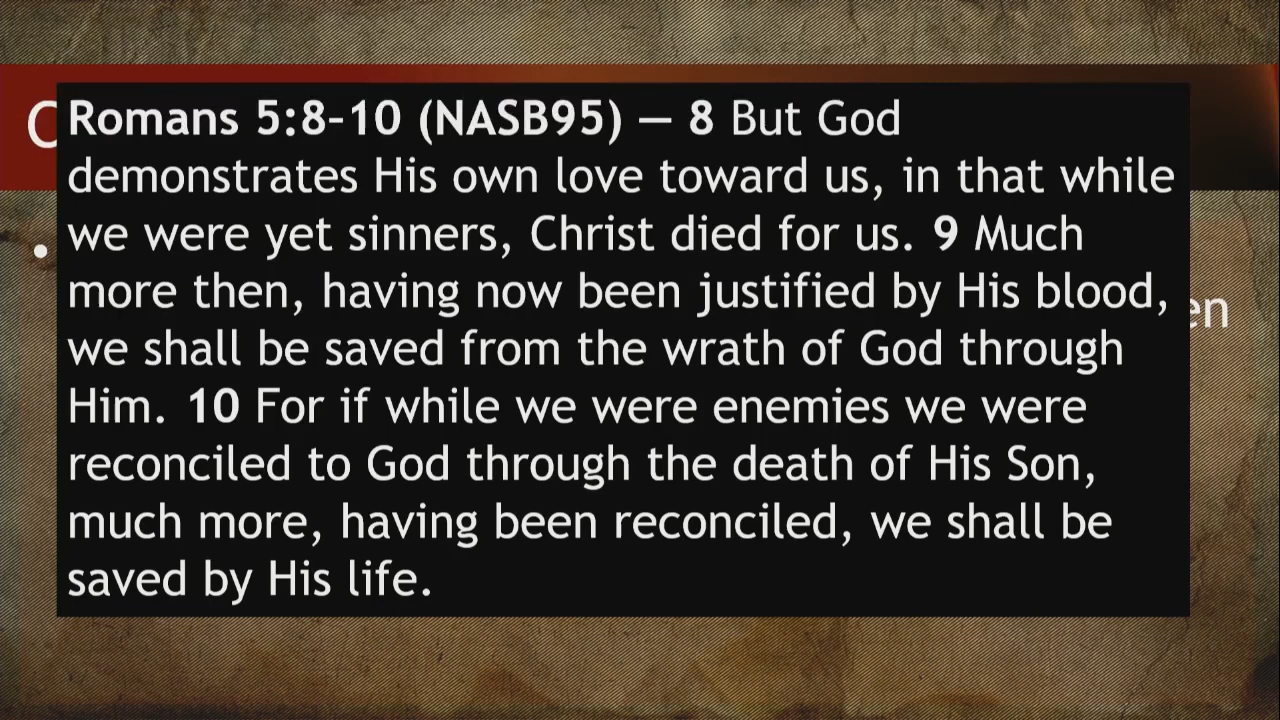 Romans 5:8–10 (NASB95) — 8 But God
demonstrates His own love toward us, in that while
we were yet sinners, Christ died for us. 9 Much
more then, having now been justified by His blood,
we shall be saved from the wrath of God through
Him. 10 For if while we were enemies we were
reconciled to God through the death of His Son,
much more, having been reconciled, we shall be
saved by His life.